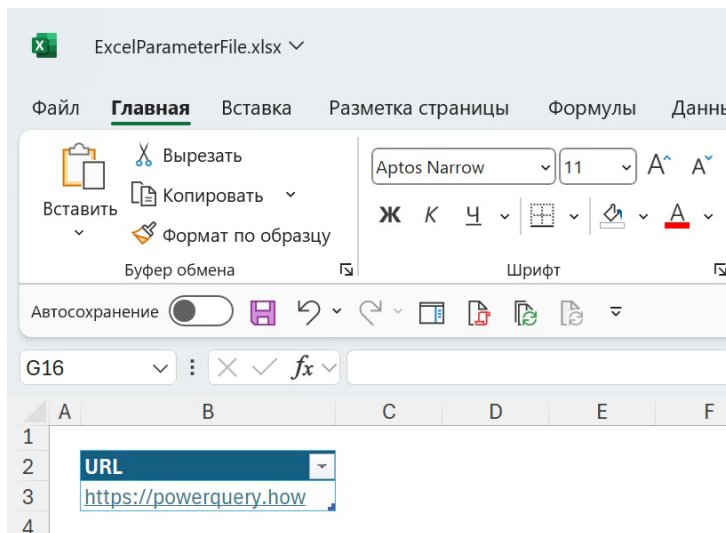 ExcelParameterFile.xlsx
Файл Главная Вставка Разметка страницы Формулы
Вставить
Вырезать
Копировать
Формат по образцу
Буфер обмена
Aptos Narrow 11
A A
Ж К Ч А
Шрифт
Автосохранение
G16 fx
A B C D E F
1
2 URL
3 https://powerquery.how
4